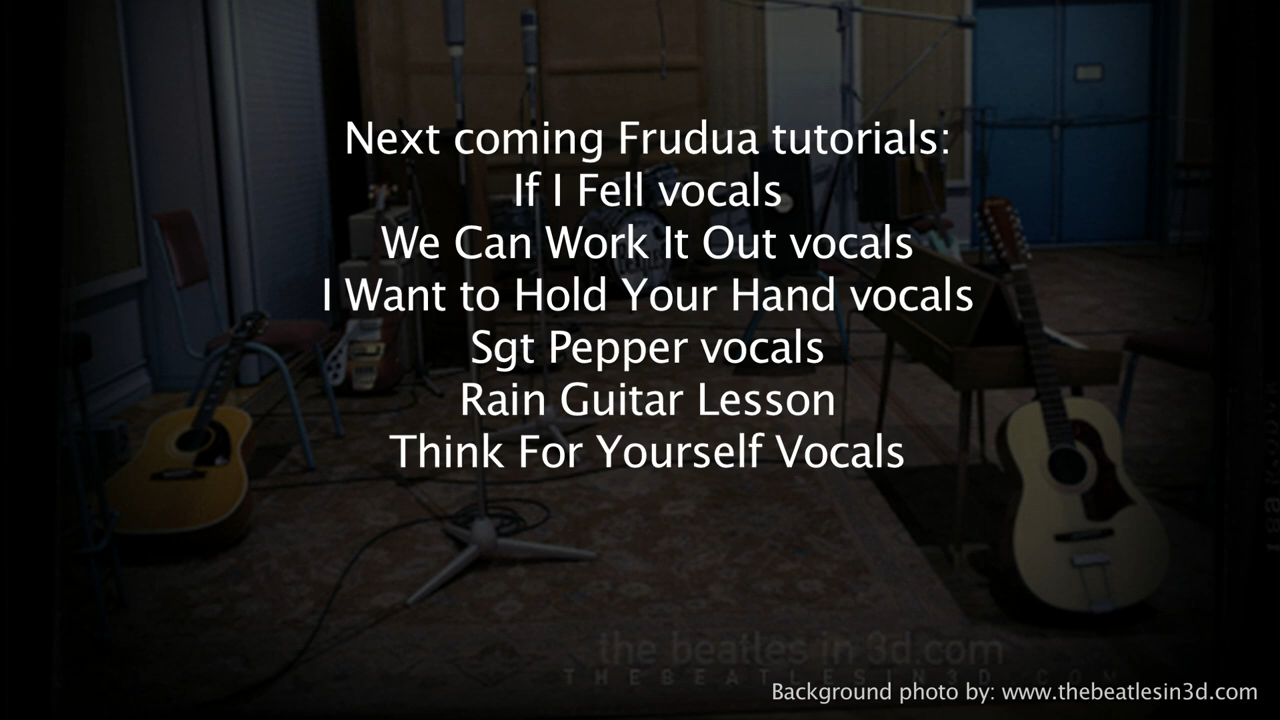 Next coming Frudua tutorials:
If I Fell vocals
We Can Work It Out vocals
I Want to Hold Your Hand vocals
Sgt Pepper vocals
Rain Guitar Lesson
Think For Yourself Vocals
the beatles in 3d.com
THEBEATLESIN3D.COM
Background photo by: www.thebeatlesin3d.com